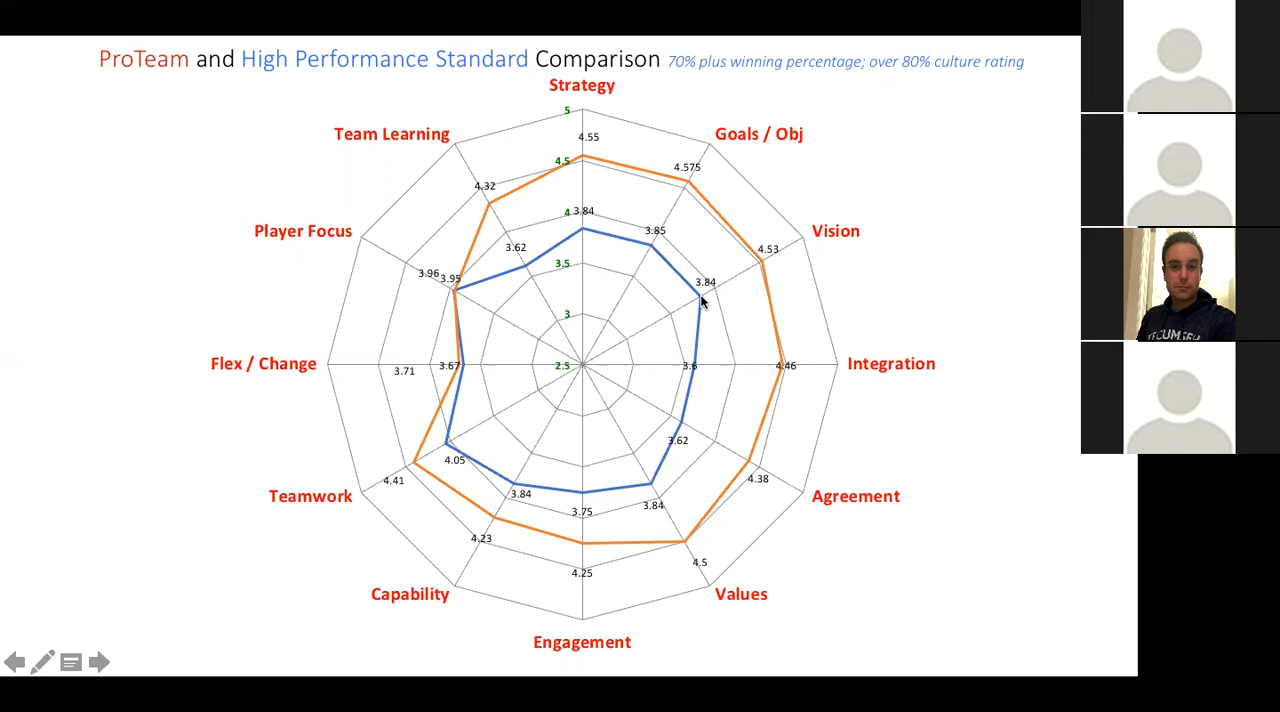 ProTeam and High Performance Standard Comparison 70% plus winning percentage; over 80% culture rating
Strategy
5
Team Learning
Goals / Obj
4.55
4.5
4.575
4.32
4
3.84
Player Focus
3.85
Vision
3.62
4.53
3.5
3.96
3.95
3.84
3
Flex / Change
3.71
3.67
2.5
3.6
4.46
Integration
3.62
4.05
4.41
4.38
Teamwork
3.84
3.84
Agreement
3.75
4.23
4.5
4.25
Capability
Values
Engagement